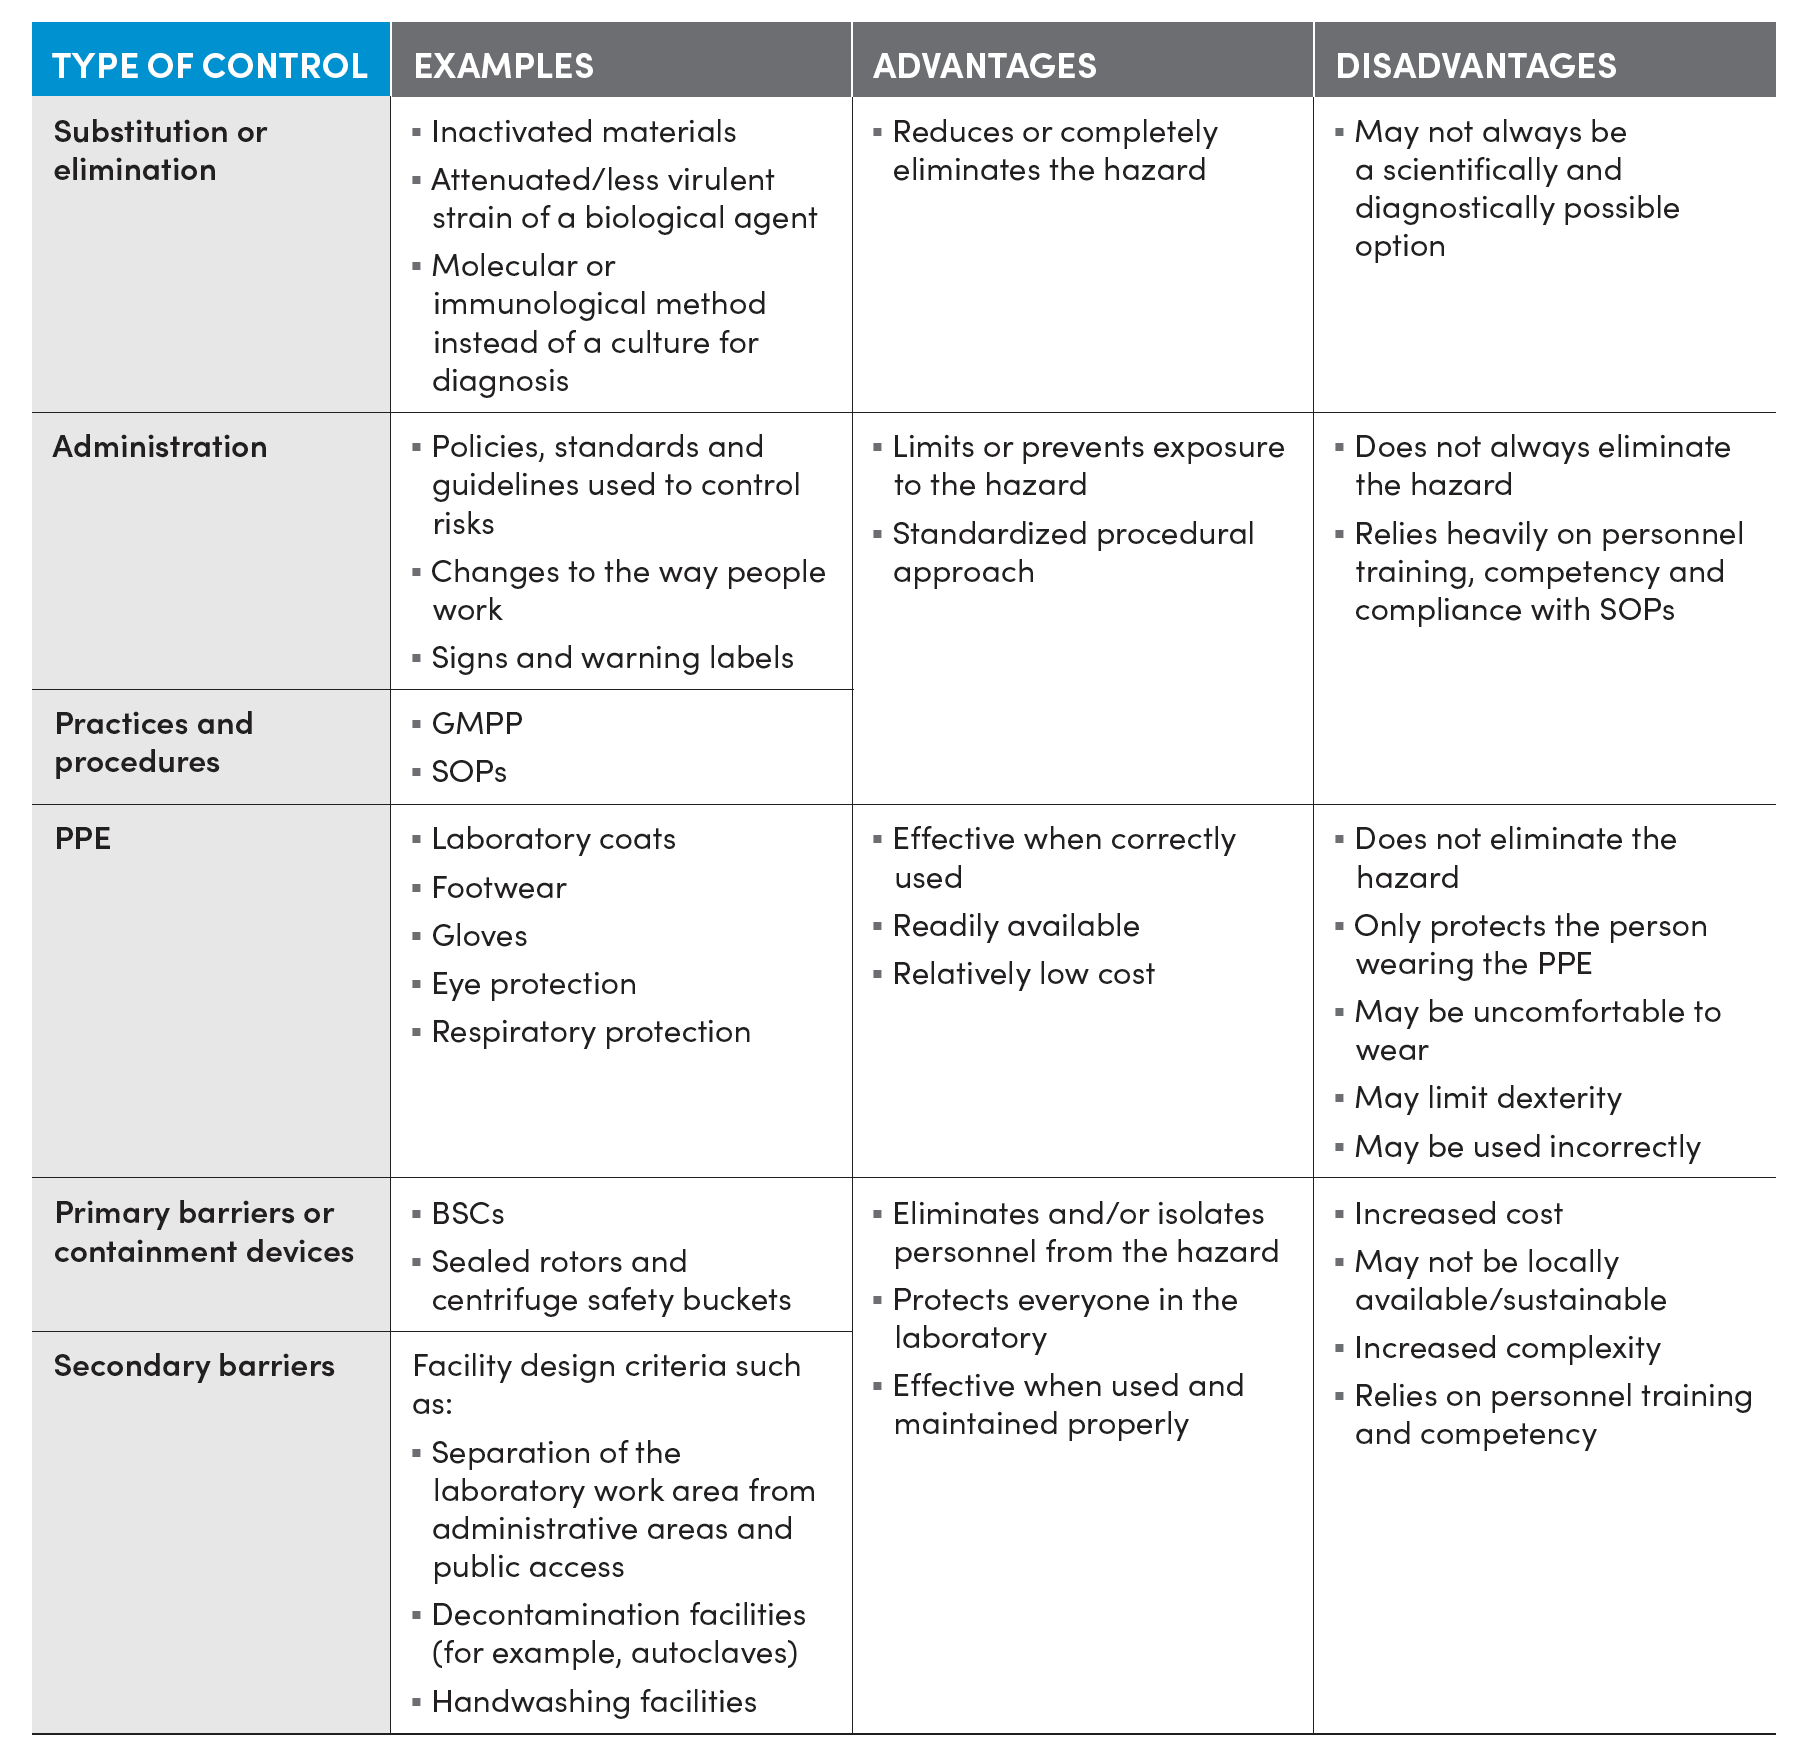 TYPE OF CONTROL
EXAMPLES
ADVANTAGES
DISADVANTAGES
Substitution or
elimination
▪ Inactivated materials
▪ Attenuated/less virulent
strain of a biological agent
▪ Molecular or
immunological method
instead of a culture for
diagnosis
▪ Reduces or completely
eliminates the hazard
▪ May not always be
a scientifically and
diagnostically possible
option
Administration
▪ Policies, standards and
guidelines used to control
risks
▪ Changes to the way people
work
▪ Signs and warning labels
▪ Limits or prevents exposure
to the hazard
▪ Standardized procedural
approach
▪ Does not always eliminate
the hazard
▪ Relies heavily on personnel
training, competency and
compliance with SOPs
Practices and
procedures
▪ GMPP
▪ SOPs
PPE
▪ Laboratory coats
▪ Footwear
▪ Gloves
▪ Eye protection
▪ Respiratory protection
▪ Effective when correctly
used
▪ Readily available
▪ Relatively low cost
▪ Does not eliminate the
hazard
▪ Only protects the person
wearing the PPE
▪ May be uncomfortable to
wear
▪ May limit dexterity
▪ May be used incorrectly
Primary barriers or
containment devices
▪ BSCs
▪ Sealed rotors and
centrifuge safety buckets
▪ Eliminates and/or isolates
personnel from the hazard
▪ Protects everyone in the
laboratory
▪ Effective when used and
maintained properly
▪ Increased cost
▪ May not be locally
available/sustainable
▪ Increased complexity
▪ Relies on personnel training
and competency
Secondary barriers
Facility design criteria such
as:
▪ Separation of the
laboratory work area from
administrative areas and
public access
▪ Decontamination facilities
(for example, autoclaves)
▪ Handwashing facilities